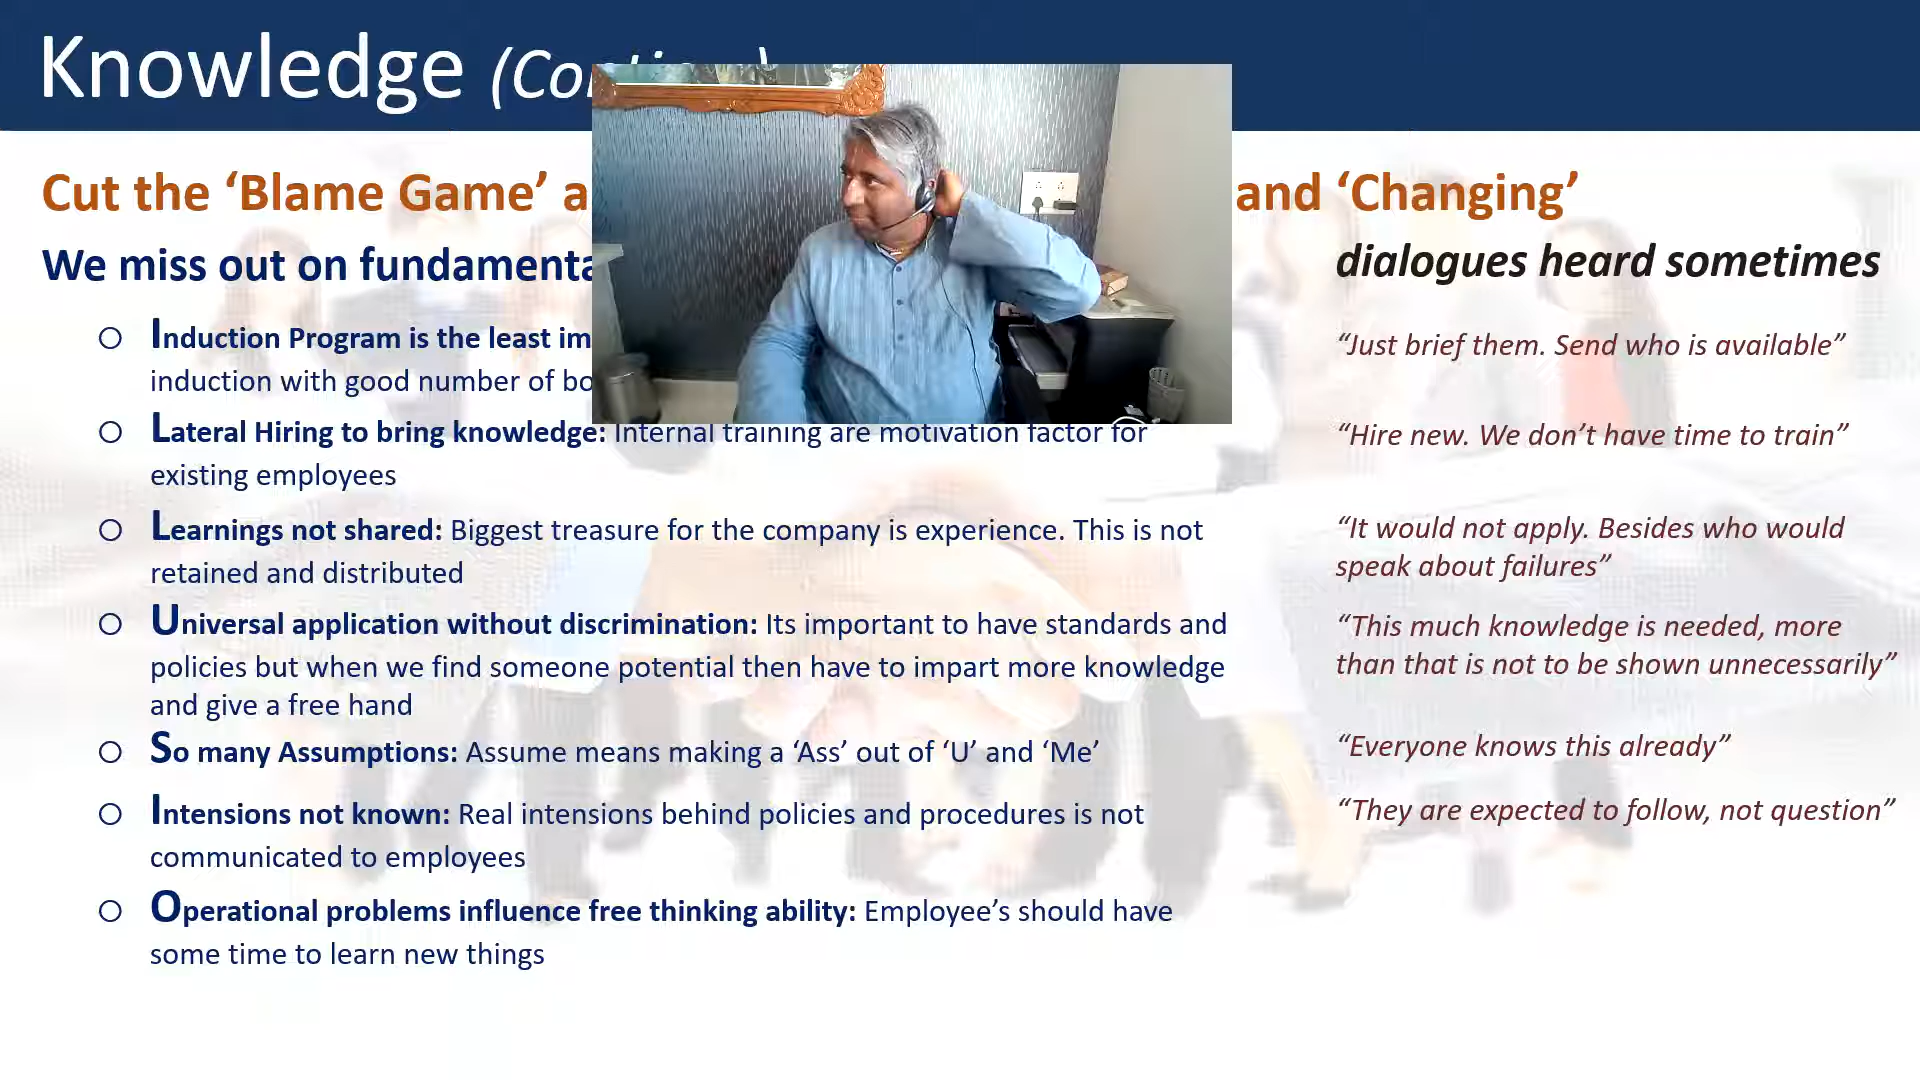 Knowledge
Cut the ‘Blame Game’ and ‘Changing’
We miss out on dialogues heard sometimes
Induction Program is the least “Just brief them. Send who is available”
induction with good number of
Lateral Hiring to bring knowledge: Internal training are motivation factor for “Hire new. We don’t have time to train”
existing employees
Learnings not shared: Biggest treasure for the company is experience. This is not “It would not apply. Besides who would
retained and distributed speak about failures”
Universal application without discrimination: Its important to have standards and “This much knowledge is needed, more
policies but when we find someone potential then have to impart more knowledge than that is not to be shown unnecessarily”
and give a free hand
So many Assumptions: Assume means making a ‘Ass’ out of ‘U’ and ‘Me’ “Everyone knows this already”
Intensions not known: Real intensions behind policies and procedures is not “They are expected to follow, not question”
communicated to employees
Operational problems influence free thinking ability: Employee’s should have
some time to learn new things